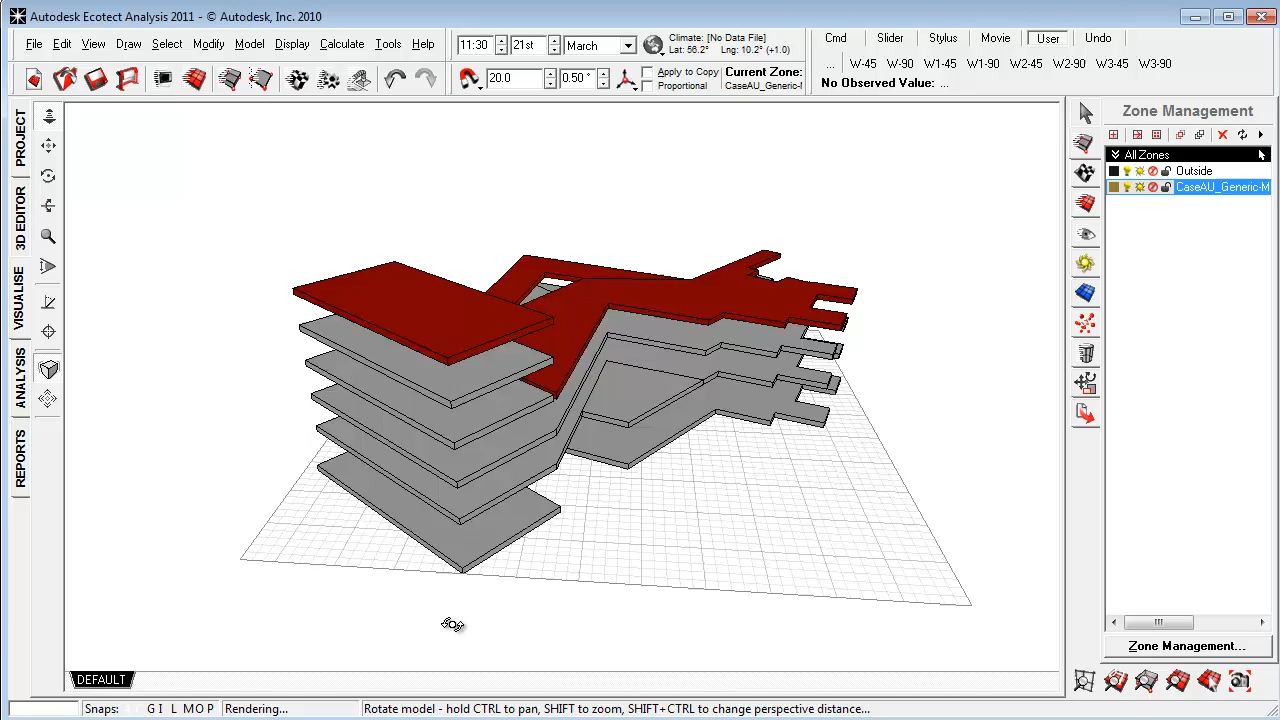 Autodesk Ecotect Analysis 2011 - © Autodesk, Inc. 2010
File Edit View Draw Select Modify Model Display Calculate Tools Help
11:30 21st March
Climate: [No Data File]
Lat: 56.2° Lng: 10.2° (+1.0)
Cmd Slider Stylus Movie User Undo
... W-45 W-90 W1-45 W1-90 W2-45 W2-90 W3-45 W3-90
20.0 0.50 °
Apply to Copy
Proportional
Current Zone:
CaseAU_Generic-
No Observed Value: ...
PROJECT
3D EDITOR
VISUALISE
ANALYSIS
REPORTS
Zone Management
All Zones
Outside
CaseAU_Generic-M
Zone Management...
DEFAULT
Snaps: G I L M O P
Rendering...
Rotate model - hold CTRL to pan, SHIFT to zoom, SHIFT+CTRL to change perspective distance...